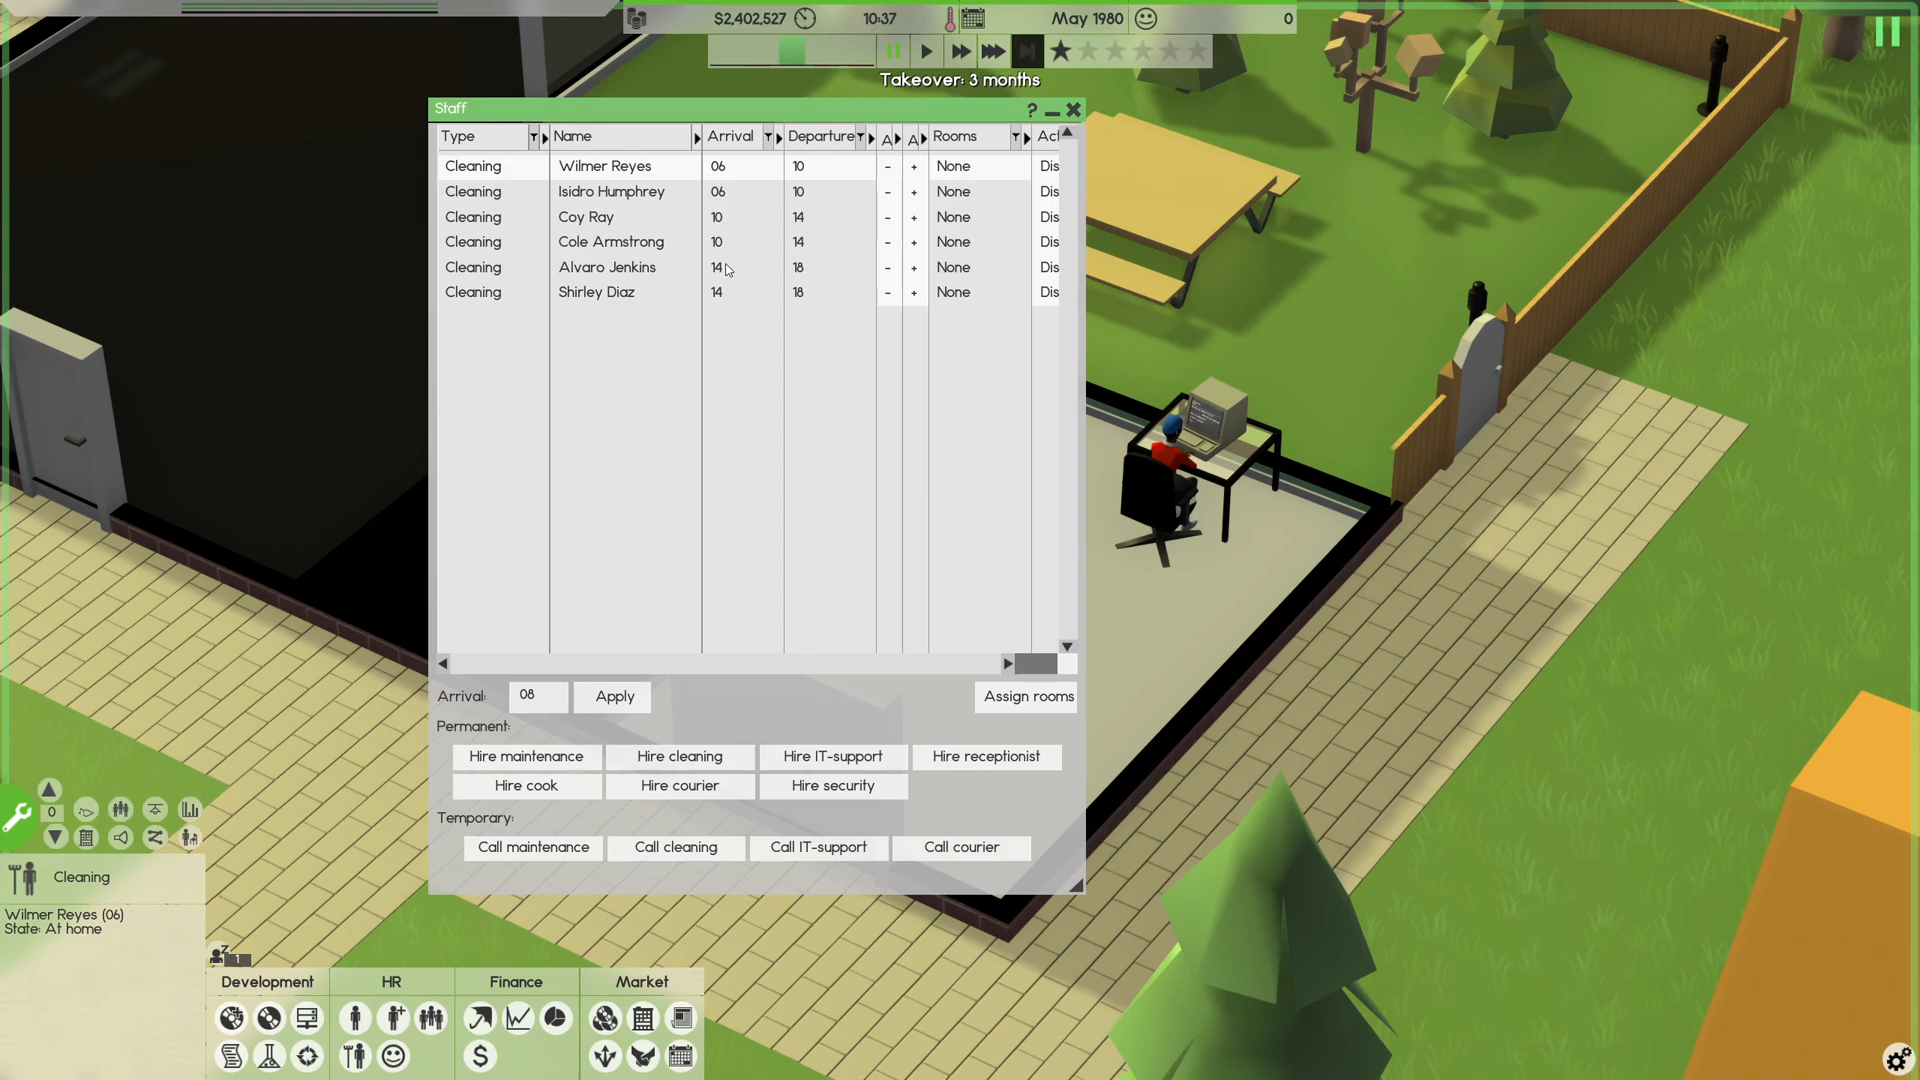 $2,402,527 10:37 May 1980 0
Takeover: 3 months
Staff ?
Type Name Arrival Departure A A Rooms Act
Cleaning Wilmer Reyes 06 10 - + None Dis
Cleaning Isidro Humphrey 06 10 - + None Dis
Cleaning Coy Ray 10 14 - + None Dis
Cleaning Cole Armstrong 10 14 - + None Dis
Cleaning Alvaro Jenkins 14 18 - + None Dis
Cleaning Shirley Diaz 14 18 - + None Dis
Arrival: 08 Apply Assign rooms
Permanent:
Hire maintenance Hire cleaning Hire IT-support Hire receptionist
Hire cook Hire courier Hire security
Temporary:
Call maintenance Call cleaning Call IT-support Call courier
0
Cleaning
Wilmer Reyes (06)
State: At home
1
Development HR Finance Market